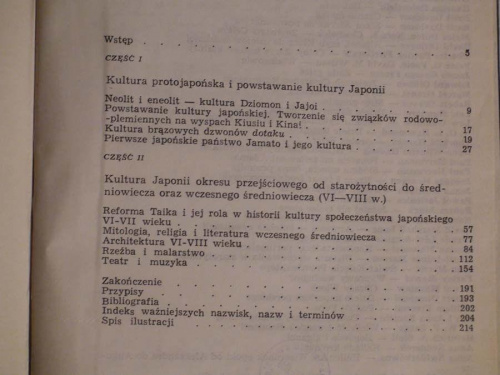 Wstęp . . . . . . . . . . 5
CZĘŚĆ I
Kultura protojapońska i powstawanie kultury Japonii
Neolit i eneolit — kultura Dziomon i Jajoi . . . . . 9
Powstawanie kultury japońskiej. Tworzenie się związków rodowo-
-plemiennych na wyspach Kiusiu i Kinai . . . . . . 17
Kultura brązowych dzwonów dotaku . . . . . . . 19
Pierwsze japońskie państwo Jamato i jego kultura . . . . 27
CZĘŚĆ II
Kultura Japonii okresu przejściowego od starożytności do śred-
niowiecza oraz wczesnego średniowiecza (VI—VIII w.)
Reforma Taika i jej rola w historii kultury społeczeństwa japońskiego
VI-VII wieku . . . . . . . . . . 57
Mitologia, religia i literatura wczesnego średniowiecza . . . 77
Architektura VI-VIII wieku . . . . . . . . 84
Rzeźba i malarstwo . . . . . . . . . 112
Teatr i muzyka . . . . . . . . . . 154
Zakończenie . . . . . . . . . . 191
Przypisy . . . . . . . . . . 193
Bibliografia . . . . . . . . . . 202
Indeks ważniejszych nazwisk, nazw i terminów . . . . 204
Spis ilustracji . . . . . . . . . . 214